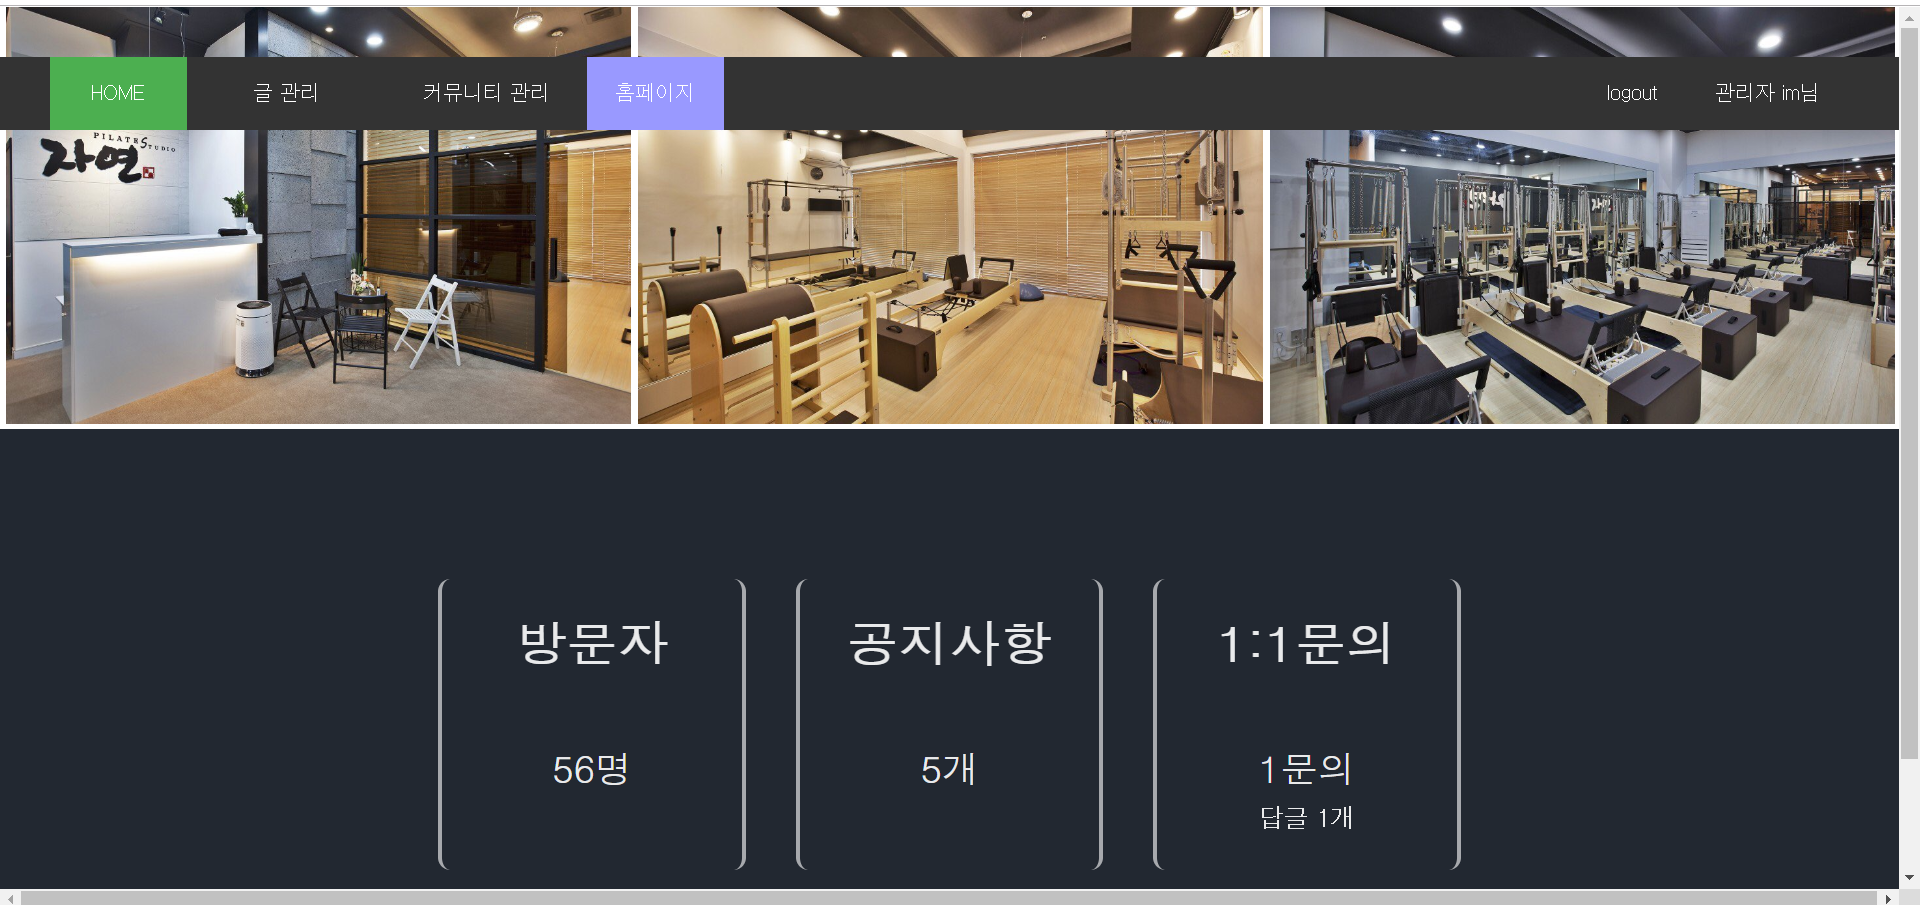 HOME
글 관리
커뮤니티 관리
홈페이지
logout
관리자 im님
PILATES STUDIO
자연
방문자
공지사항
1:1문의
56명
5개
1문의
답글 1개